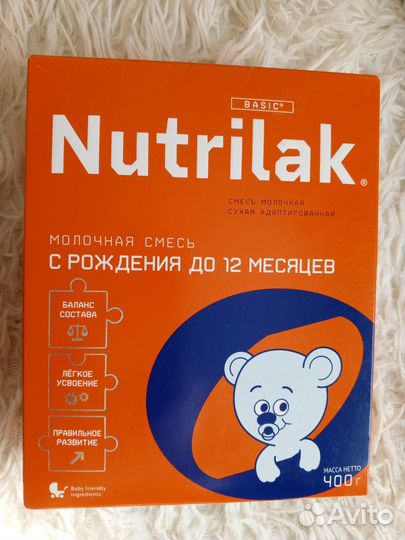 BASIC®
Nutrilak®
СМЕСЬ МОЛОЧНАЯ
СУХАЯ АДАПТИРОВАННАЯ
МОЛОЧНАЯ СМЕСЬ
С РОЖДЕНИЯ ДО 12 МЕСЯЦЕВ
БАЛАНС
СОСТАВА
ЛЁГКОЕ
УСВОЕНИЕ
ПРАВИЛЬНОЕ
РАЗВИТИЕ
Baby friendly
ingredients
МАССА НЕТТО
400 г
Avito